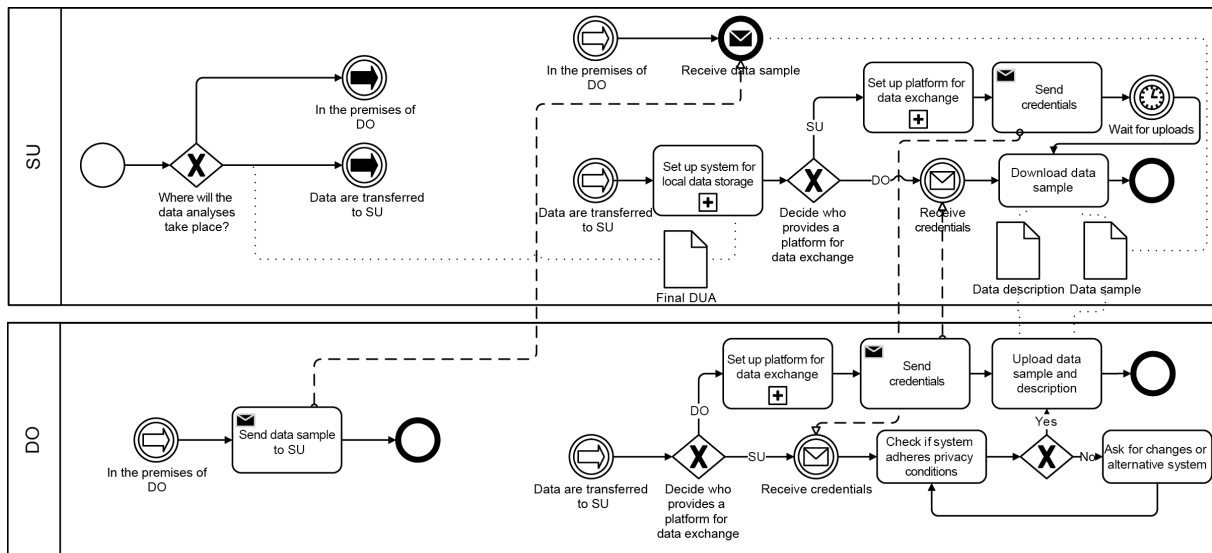 SU
In the premises of
DO
Receive data sample
In the premises of
DO
Where will the
data analyses
take place?
Data are transferred
to SU
Data are transferred
to SU
Set up system for
local data storage
Decide who
provides a
platform for
data exchange
SU
DO
Set up platform for
data exchange
Send
credentials
Wait for uploads
Receive
credentials
Download data
sample
Final DUA
Data description
Data sample
DO
In the premises of
DO
Send data sample
to SU
Data are transferred
to SU
Decide who
provides a
platform for
data exchange
DO
SU
Set up platform for
data exchange
Send
credentials
Upload data
sample and
description
Receive credentials
Check if system
adheres privacy
conditions
Yes
No
Ask for changes or
alternative system